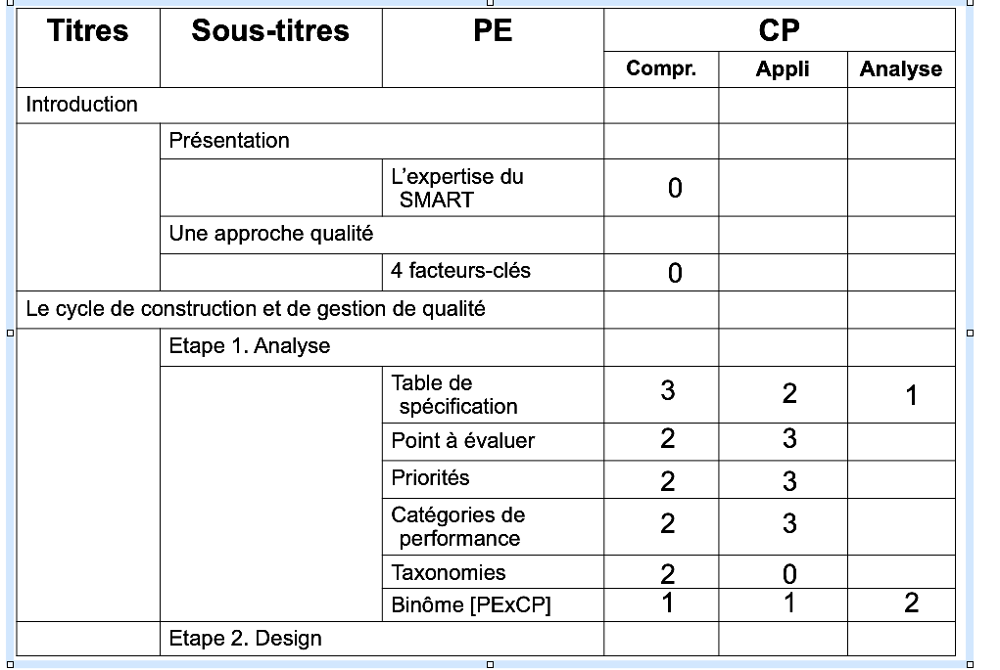 Titres Sous-titres PE CP
Compr. Appli Analyse
Introduction
Présentation
L'expertise du
SMART
0
Une approche qualité
4 facteurs-clés 0
Le cycle de construction et de gestion de qualité
Etape 1. Analyse
Table de
spécification
3 2 1
Point à évaluer 2 3
Priorités 2 3
Catégories de
performance
2 3
Taxonomies 2 0
Binôme [PExCP] 1 1 2
Etape 2. Design